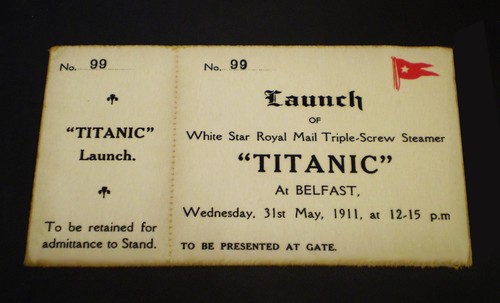 No. 99
"TITANIC"
Launch.
To be retained for
admittance to Stand.
No. 99
Launch
OF
White Star Royal Mail Triple-Screw Steamer
"TITANIC"
At BELFAST,
Wednesday, 31st May, 1911, at 12-15 p.m
TO BE PRESENTED AT GATE.